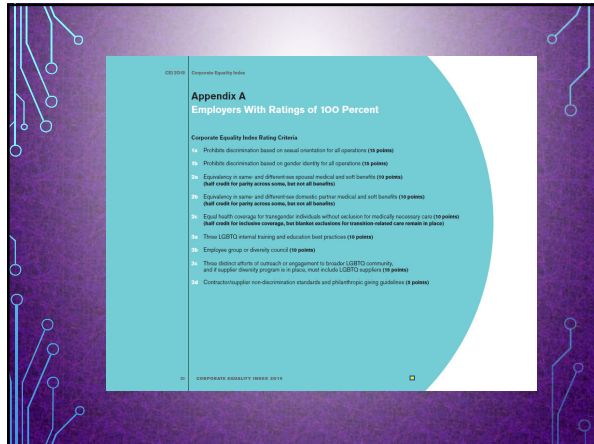 CEI 2018 Corporate Equality Index
Appendix A
Employers With Ratings of 100 Percent
Corporate Equality Index Rating Criteria
1a Prohibits discrimination based on sexual orientation for all operations (15 points)
1b Prohibits discrimination based on gender identity for all operations (15 points)
2a Equivalency in same- and different-sex spousal medical and soft benefits (10 points)
(half credit for parity across some, but not all benefits)
2b Equivalency in same- and different-sex domestic partner medical and soft benefits (10 points)
(half credit for parity across some, but not all benefits)
2c Equal health coverage for transgender individuals without exclusion for medically necessary care (10 points)
(half credit for inclusive coverage, but blanket exclusions for transition-related care remain in place)
3a Three LGBTQ internal training and education best practices (10 points)
3b Employee group or diversity council (10 points)
3c Three distinct efforts of outreach or engagement to broader LGBTQ community,
and if supplier diversity program is in place, must include LGBTQ suppliers (15 points)
3d Contractor/supplier non-discrimination standards and philanthropic giving guidelines (5 points)
CORPORATE EQUALITY INDEX 2018